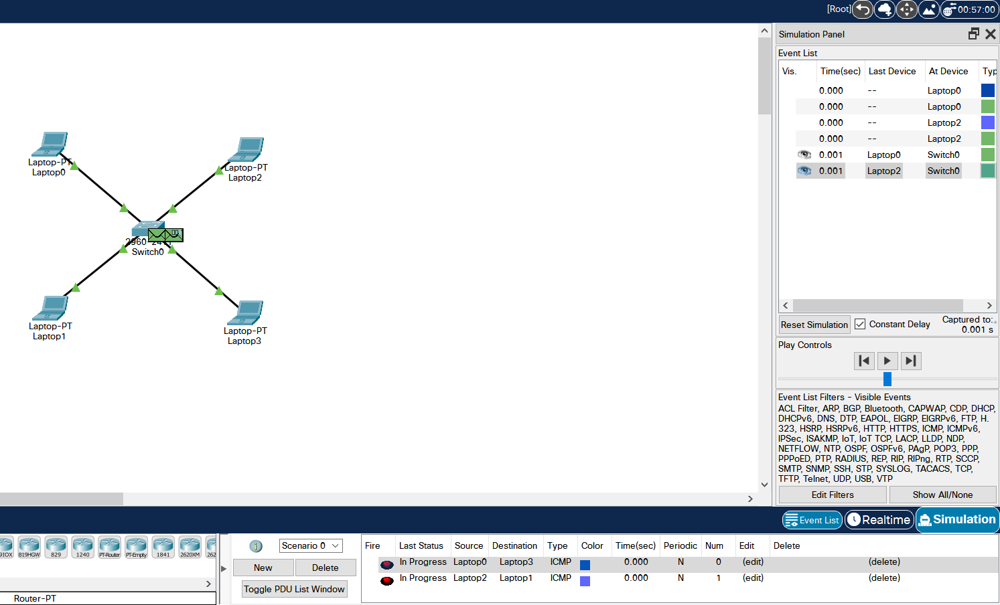 [Root]
00:57:00
Simulation Panel
Event List
Vis. Time(sec) Last Device At Device Typ
0.000 -- Laptop0
0.000 -- Laptop0
0.000 -- Laptop2
0.000 -- Laptop2
0.001 Laptop0 Switch0
0.001 Laptop2 Switch0
Laptop-PT
Laptop0
Laptop-PT
Laptop2
Switch0
Laptop-PT
Laptop1
Laptop-PT
Laptop3
Reset Simulation Constant Delay Captured to:
0.001 s
Play Controls
Event List Filters - Visible Events
ACL Filter, ARP, BGP, Bluetooth, CAPWAP, CDP, DHCP,
DHCPv6, DNS, DTP, EAPOL, EIGRP, EIGRPv6, FTP, H.
323, HSRP, HSRPv6, HTTP, HTTPS, ICMP, ICMPv6,
IPSec, ISAKMP, IoT, IoT TCP, LACP, LLDP, NDP,
NETFLOW, NTP, OSPF, OSPFv6, PAgP, POP3, PPP,
PPPoED, PTP, RADIUS, REP, RIP, RIPng, RTP, SCCP,
SMTP, SNMP, SSH, STP, SYSLOG, TACACS, TCP,
TFTP, Telnet, UDP, USB, VTP
Edit Filters Show All/None
Event List Realtime Simulation
819HGW 829 1240 PT-Router PT-Empty 1841 2620XM
Router-PT
Scenario 0
New Delete
Toggle PDU List Window
Fire Last Status Source Destination Type Color Time(sec) Periodic Num Edit Delete
In Progress Laptop0 Laptop3 ICMP 0.000 N 0 (edit) (delete)
In Progress Laptop2 Laptop1 ICMP 0.000 N 1 (edit) (delete)